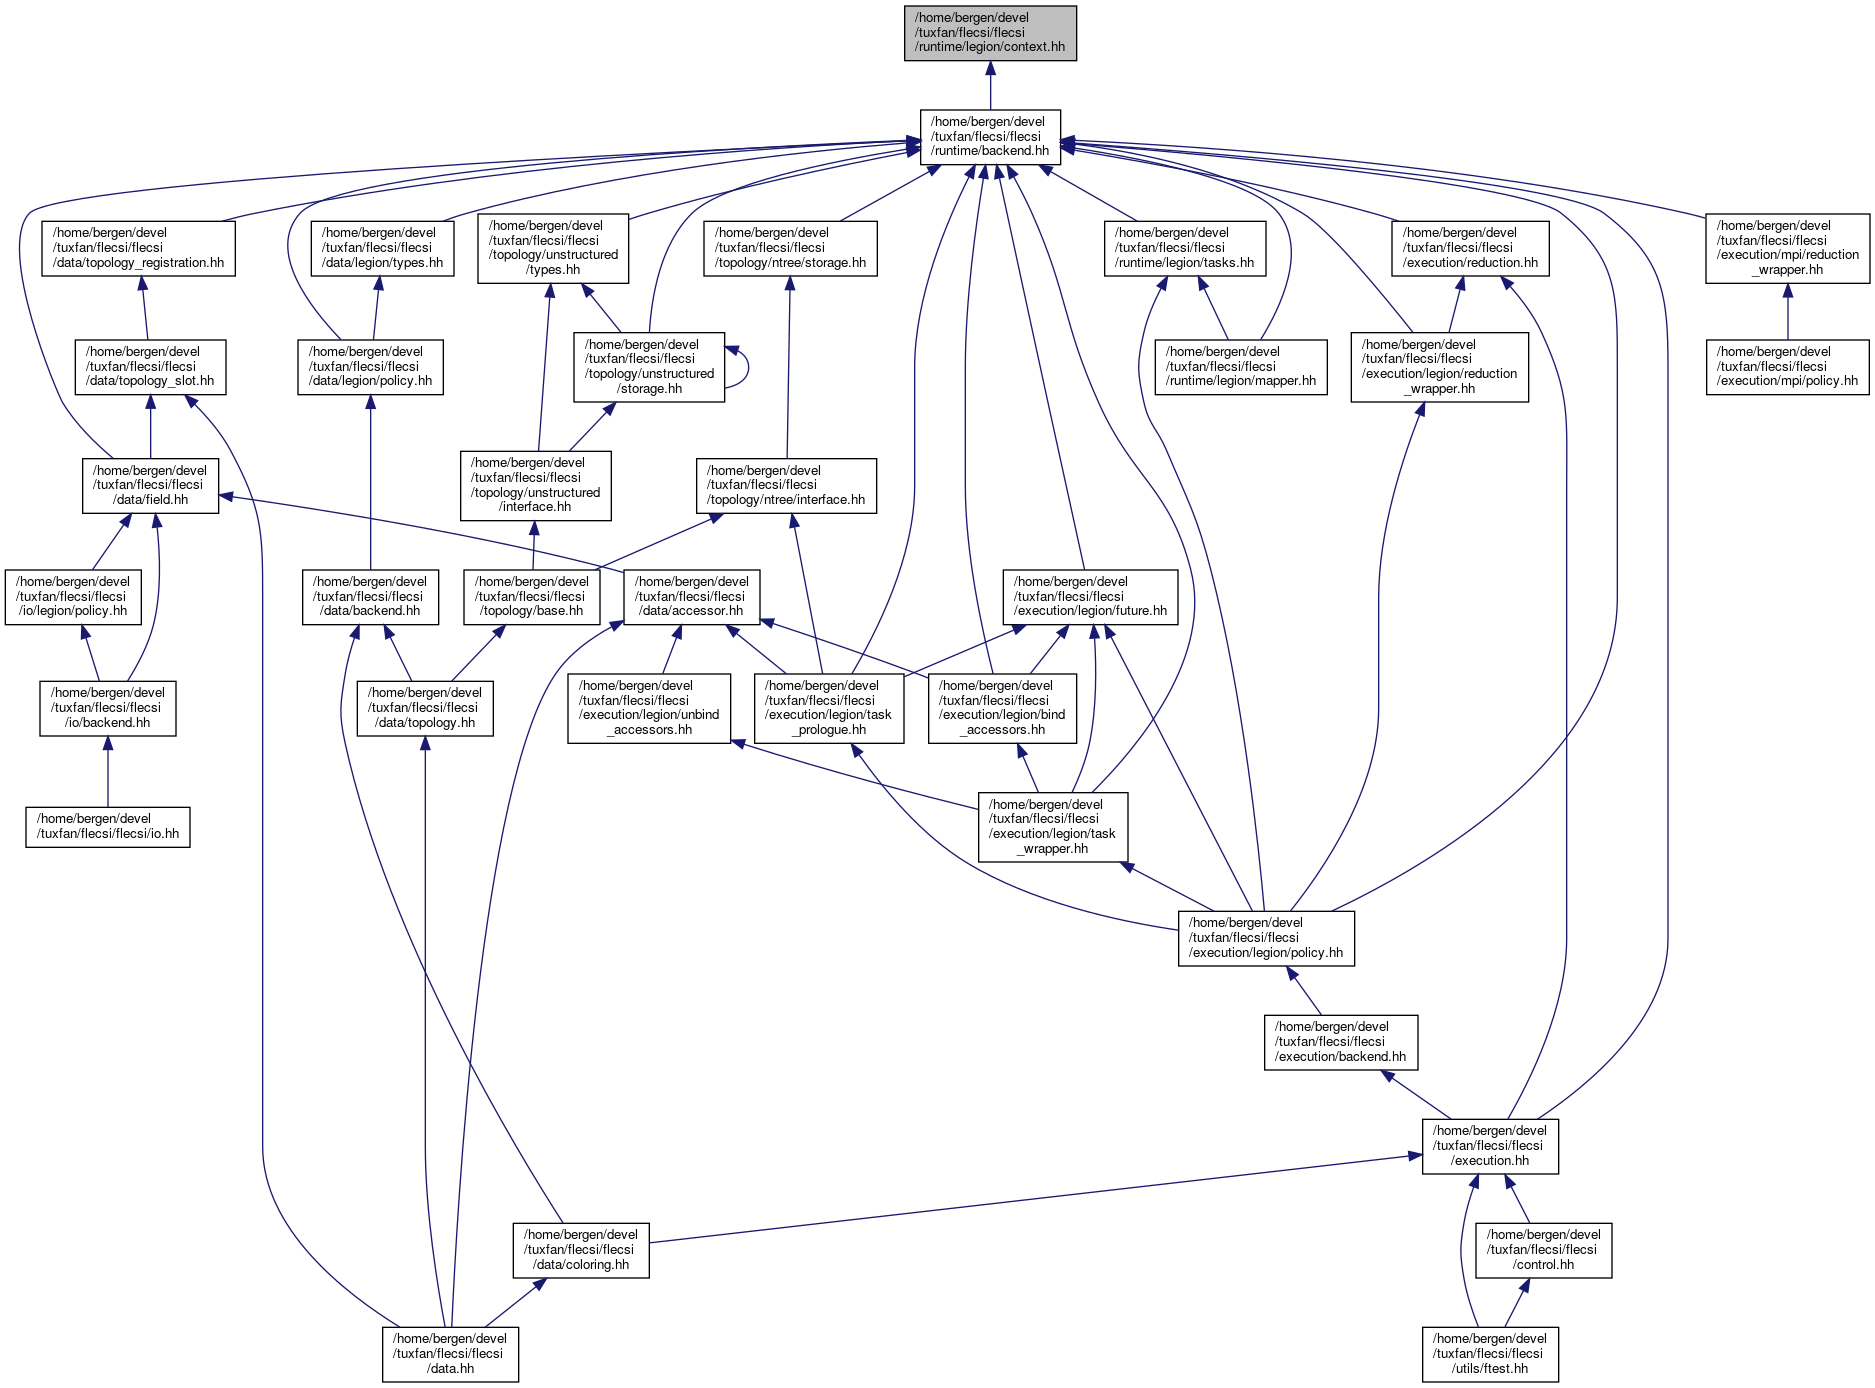 /home/bergen/devel
/tuxfan/flecsi/flecsi
/runtime/legion/context.hh
/home/bergen/devel
/tuxfan/flecsi/flecsi
/runtime/backend.hh
/home/bergen/devel
/tuxfan/flecsi/flecsi
/data/topology_registration.hh
/home/bergen/devel
/tuxfan/flecsi/flecsi
/data/legion/types.hh
/home/bergen/devel
/tuxfan/flecsi/flecsi
/topology/unstructured
/types.hh
/home/bergen/devel
/tuxfan/flecsi/flecsi
/topology/ntree/storage.hh
/home/bergen/devel
/tuxfan/flecsi/flecsi
/runtime/legion/tasks.hh
/home/bergen/devel
/tuxfan/flecsi/flecsi
/execution/reduction.hh
/home/bergen/devel
/tuxfan/flecsi/flecsi
/execution/mpi/reduction
_wrapper.hh
/home/bergen/devel
/tuxfan/flecsi/flecsi
/data/topology_slot.hh
/home/bergen/devel
/tuxfan/flecsi/flecsi
/data/legion/policy.hh
/home/bergen/devel
/tuxfan/flecsi/flecsi
/topology/unstructured
/storage.hh
/home/bergen/devel
/tuxfan/flecsi/flecsi
/runtime/legion/mapper.hh
/home/bergen/devel
/tuxfan/flecsi/flecsi
/execution/legion/reduction
_wrapper.hh
/home/bergen/devel
/tuxfan/flecsi/flecsi
/execution/mpi/policy.hh
/home/bergen/devel
/tuxfan/flecsi/flecsi
/data/field.hh
/home/bergen/devel
/tuxfan/flecsi/flecsi
/topology/unstructured
/interface.hh
/home/bergen/devel
/tuxfan/flecsi/flecsi
/topology/ntree/interface.hh
/home/bergen/devel
/tuxfan/flecsi/flecsi
/io/legion/policy.hh
/home/bergen/devel
/tuxfan/flecsi/flecsi
/data/backend.hh
/home/bergen/devel
/tuxfan/flecsi/flecsi
/topology/base.hh
/home/bergen/devel
/tuxfan/flecsi/flecsi
/data/accessor.hh
/home/bergen/devel
/tuxfan/flecsi/flecsi
/execution/legion/future.hh
/home/bergen/devel
/tuxfan/flecsi/flecsi
/io/backend.hh
/home/bergen/devel
/tuxfan/flecsi/flecsi
/data/topology.hh
/home/bergen/devel
/tuxfan/flecsi/flecsi
/execution/legion/unbind
_accessors.hh
/home/bergen/devel
/tuxfan/flecsi/flecsi
/execution/legion/task
_prologue.hh
/home/bergen/devel
/tuxfan/flecsi/flecsi
/execution/legion/bind
_accessors.hh
/home/bergen/devel
/tuxfan/flecsi/flecsi/io.hh
/home/bergen/devel
/tuxfan/flecsi/flecsi
/execution/legion/task
_wrapper.hh
/home/bergen/devel
/tuxfan/flecsi/flecsi
/execution/legion/policy.hh
/home/bergen/devel
/tuxfan/flecsi/flecsi
/execution/backend.hh
/home/bergen/devel
/tuxfan/flecsi/flecsi
/execution.hh
/home/bergen/devel
/tuxfan/flecsi/flecsi
/data/coloring.hh
/home/bergen/devel
/tuxfan/flecsi/flecsi
/control.hh
/home/bergen/devel
/tuxfan/flecsi/flecsi
/data.hh
/home/bergen/devel
/tuxfan/flecsi/flecsi
/utils/ftest.hh